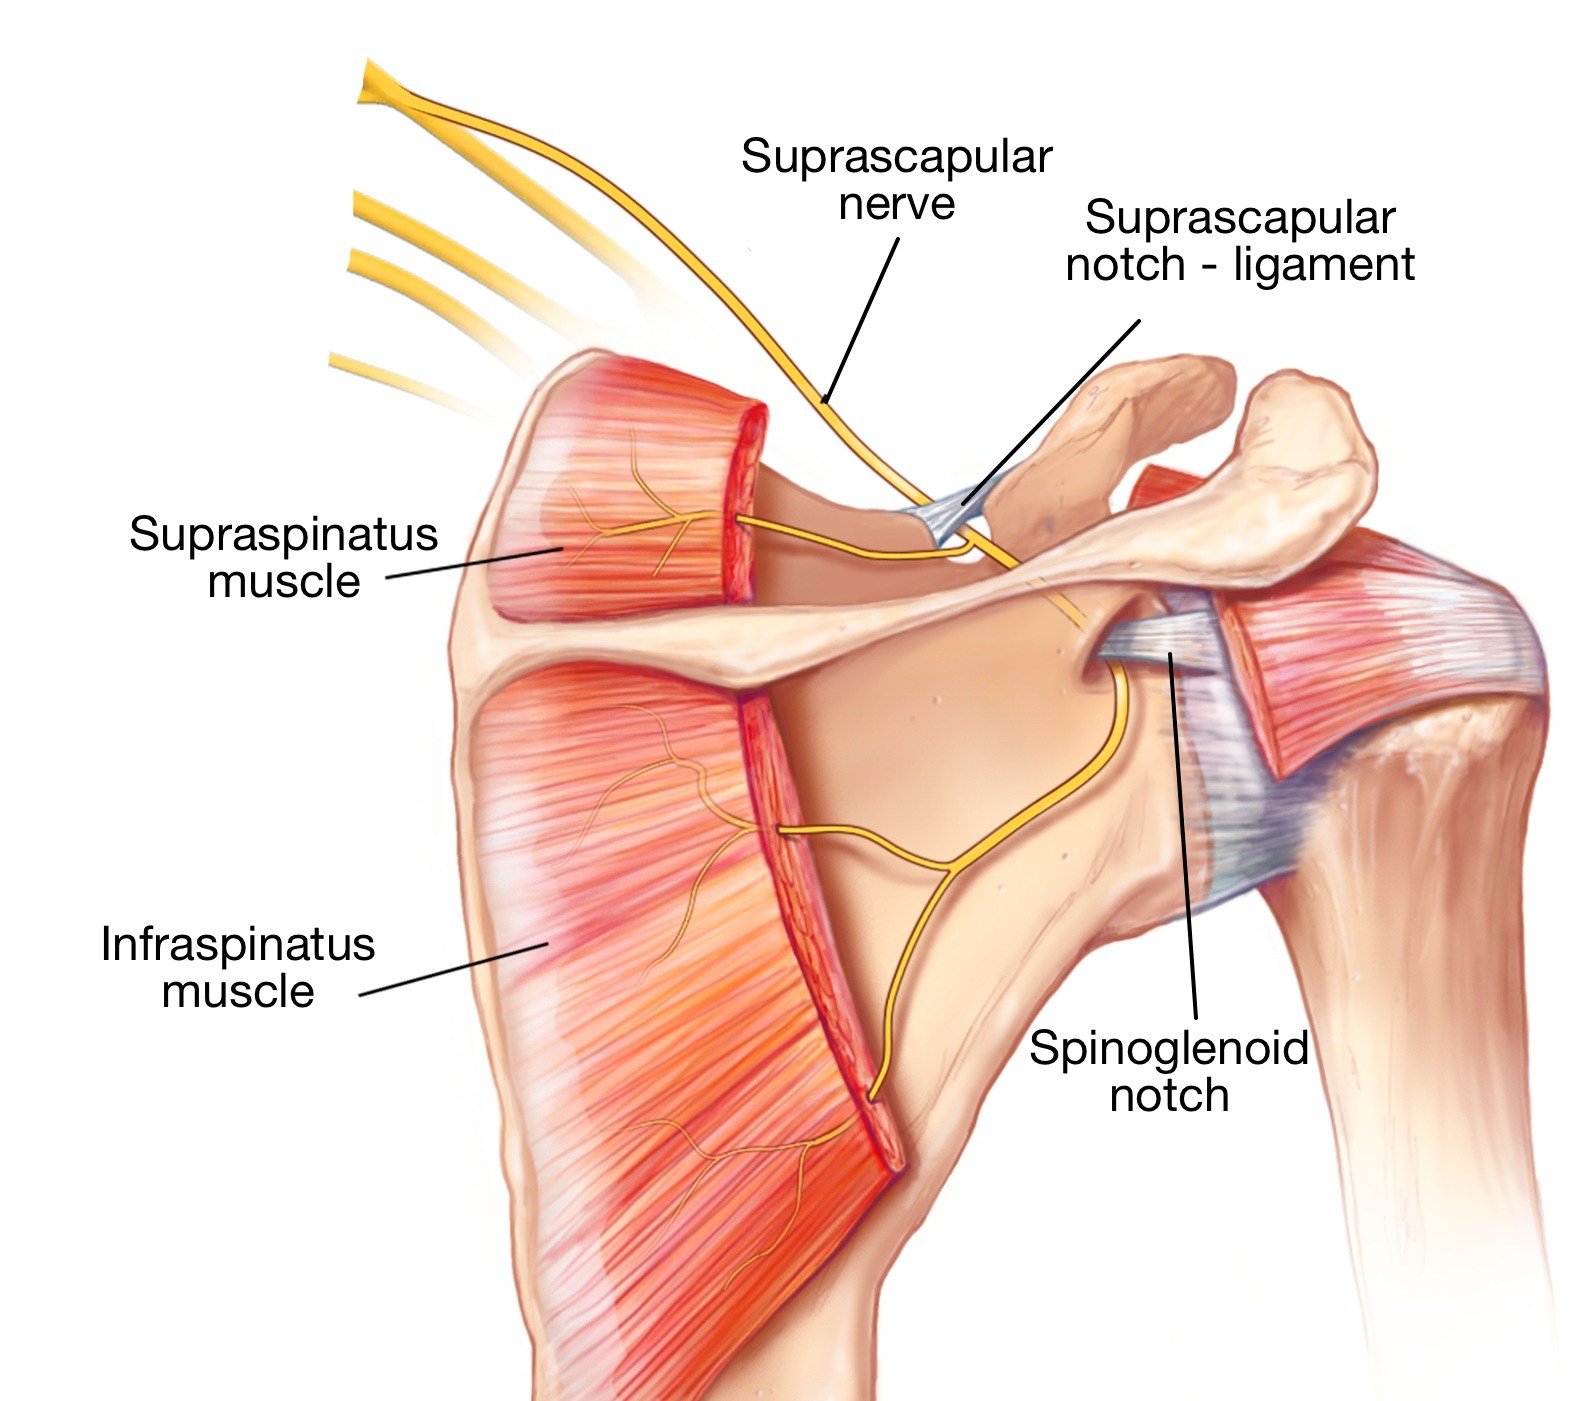 Suprascapular
nerve
Suprascapular
notch - ligament
Supraspinatus
muscle
Infraspinatus
muscle
Spinoglenoid
notch